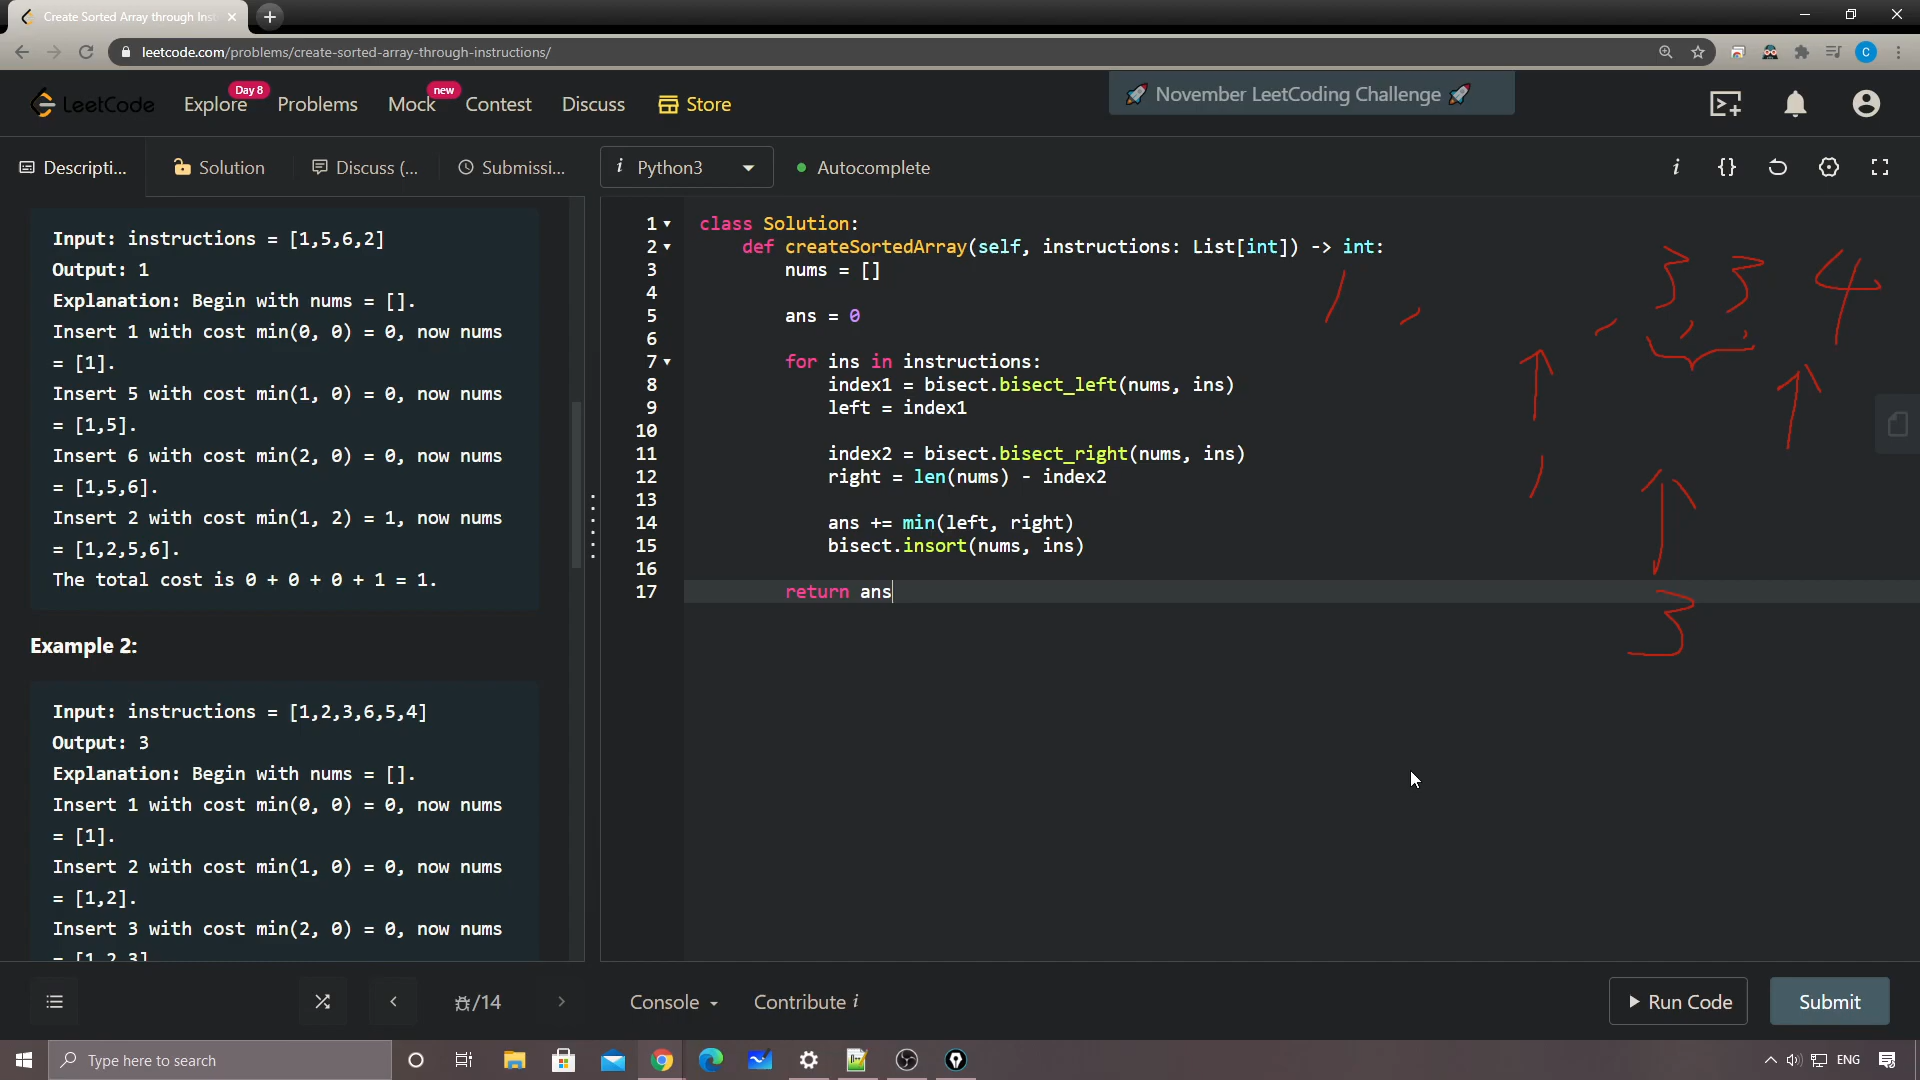 Create Sorted Array through Inst
leetcode.com/problems/create-sorted-array-through-instructions/
C
LeetCode
Explore
Day 8
Problems
Mock
new
Contest
Discuss
Store
🚀 November LeetCoding Challenge 🚀
Descripti...
Solution
Discuss (...
Submissi...
i Python3
Autocomplete
i
{}
Input: instructions = [1,5,6,2]
Output: 1
Explanation: Begin with nums = [].
Insert 1 with cost min(0, 0) = 0, now nums
= [1].
Insert 5 with cost min(1, 0) = 0, now nums
= [1,5].
Insert 6 with cost min(2, 0) = 0, now nums
= [1,5,6].
Insert 2 with cost min(1, 2) = 1, now nums
= [1,2,5,6].
The total cost is 0 + 0 + 0 + 1 = 1.
Example 2:
Input: instructions = [1,2,3,6,5,4]
Output: 3
Explanation: Begin with nums = [].
Insert 1 with cost min(0, 0) = 0, now nums
= [1].
Insert 2 with cost min(1, 0) = 0, now nums
= [1,2].
Insert 3 with cost min(2, 0) = 0, now nums
= [1,2,3].
1 class Solution:
2 def createSortedArray(self, instructions: List[int]) -> int:
3 nums = []
4
5 ans = 0
6
7 for ins in instructions:
8 index1 = bisect.bisect_left(nums, ins)
9 left = index1
10
11 index2 = bisect.bisect_right(nums, ins)
12 right = len(nums) - index2
13
14 ans += min(left, right)
15 bisect.insort(nums, ins)
16
17 return ans
1 , , 3 , 3 , 4
1
3
/14
Console
Contribute i
Run Code
Submit
Type here to search
ENG